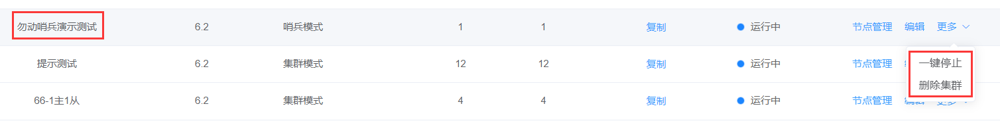 勿动哨兵演示测试 6.2 哨兵模式 1 1 复制 运行中 节点管理 编辑 更多
提示测试 6.2 集群模式 12 12 复制 运行中 节点管理
一键停止
删除集群
66-1主1从 6.2 集群模式 4 4 复制 运行中 节点管理 编辑 更多